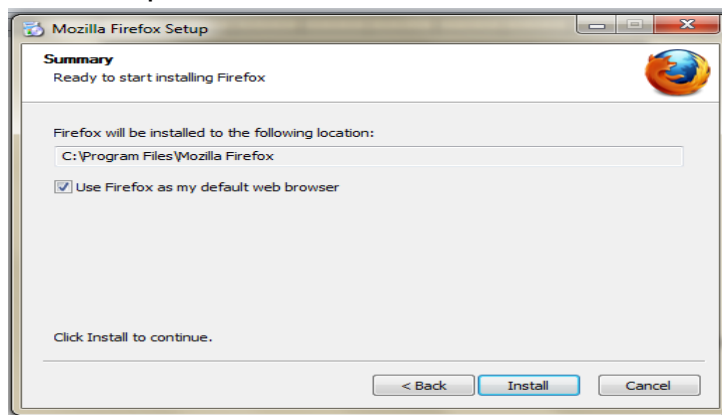 Mozilla Firefox Setup
Summary
Ready to start installing Firefox
Firefox will be installed to the following location:
C:\Program Files\Mozilla Firefox
Use Firefox as my default web browser
Click Install to continue.
< Back Install Cancel